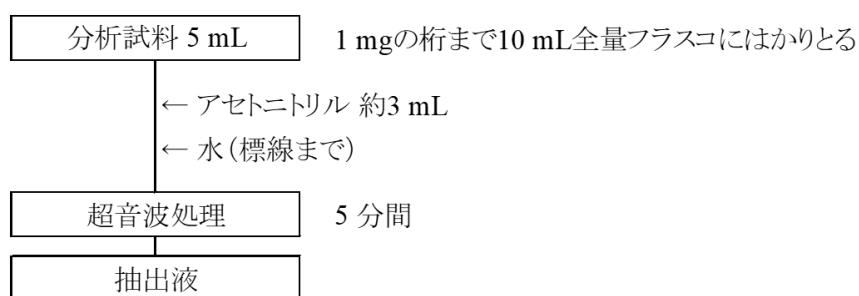 分析試料 5 mL 1 mgの桁まで10 mL全量フラスコにはかりとる
← アセトニトリル 約3 mL
← 水(標線まで)
超音波処理 5 分間
抽出液